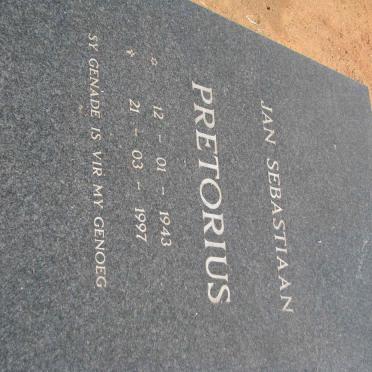 JAN SEBASTIAAN
PRETORIUS
☼ 12 – 01 – 1943
✝ 21 – 03 – 1997
SY GENADE IS VIR MY GENOEG